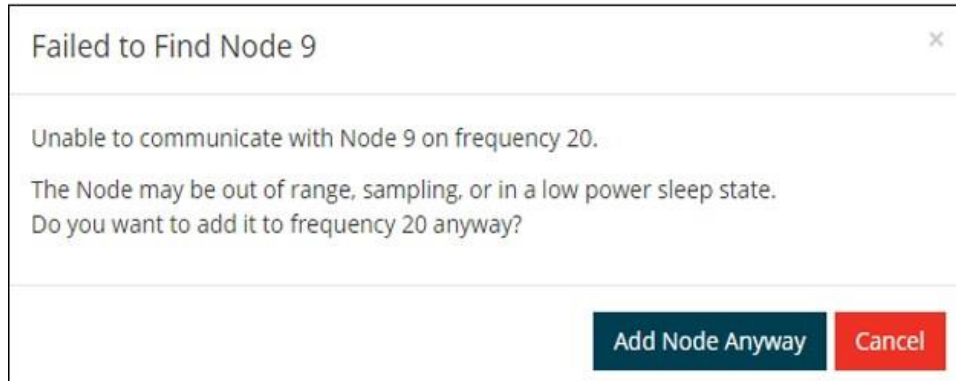 Failed to Find Node 9
×
Unable to communicate with Node 9 on frequency 20.
The Node may be out of range, sampling, or in a low power sleep state.
Do you want to add it to frequency 20 anyway?
Add Node Anyway
Cancel